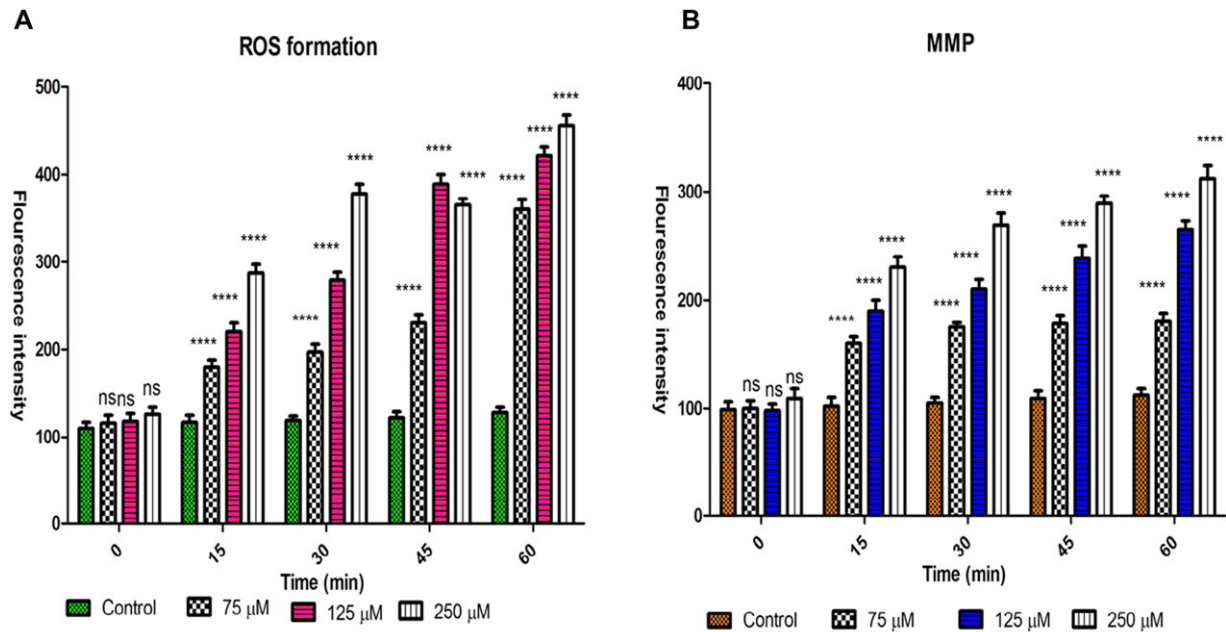 A
ROS formation
500
400
300
200
100
0
Flourescence intensity
ns ns ns
**** **** ****
**** **** ****
**** **** ****
**** **** ****
0 15 30 45 60
Time (min)
Control 75 μM 125 μM 250 μM
B
MMP
400
300
200
100
0
Flourescence intensity
ns ns ns
**** **** ****
**** **** ****
**** **** ****
**** **** ****
0 15 30 45 60
Time (min)
Control 75 μM 125 μM 250 μM